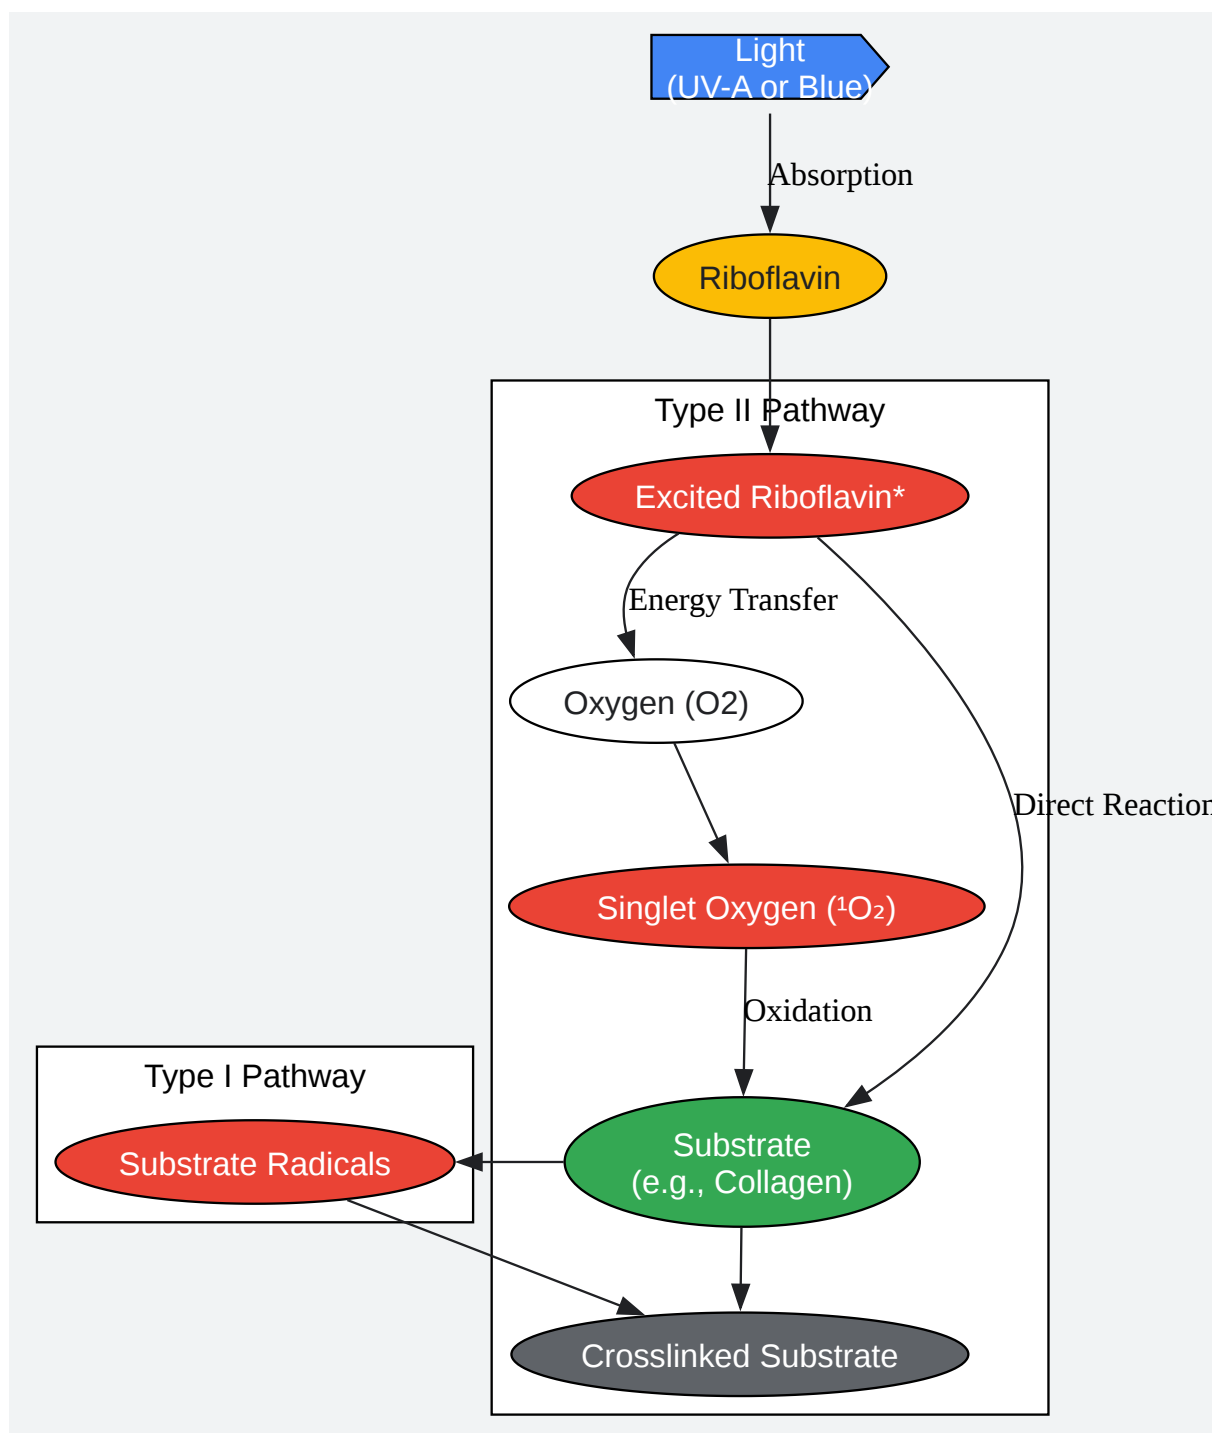 Light
(UV-A or Blue)
Absorption
Riboflavin
Type II Pathway
Excited Riboflavin*
Energy Transfer
Oxygen (O2)
Direct Reaction
Singlet Oxygen (¹O₂)
Oxidation
Type I Pathway
Substrate Radicals
Substrate
(e.g., Collagen)
Crosslinked Substrate